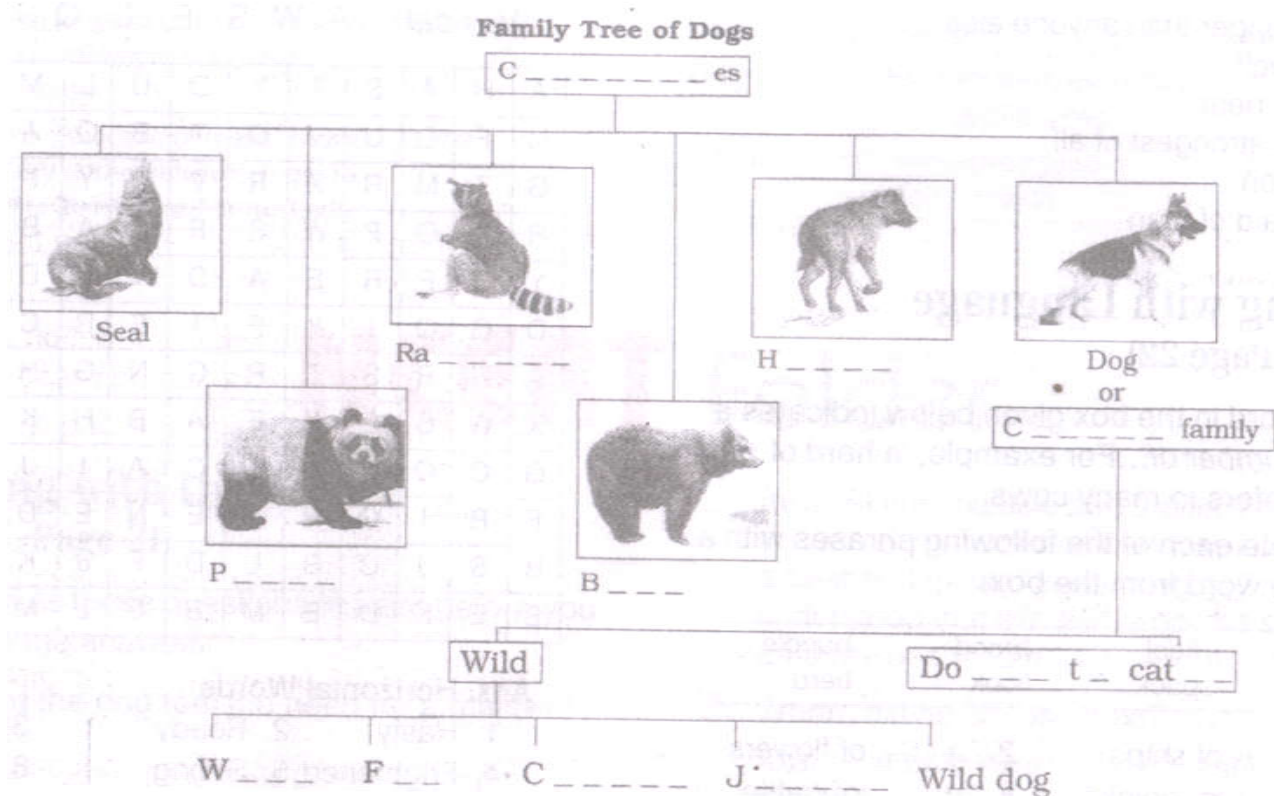 Family Tree of Dogs
C _ _ _ _ _ _ _ _ es
Seal
Ra _ _ _ _ _ _
H _ _ _ _
Dog
or
C _ _ _ _ _ family
P _ _ _ _
B _ _ _
Wild
Do _ _ _ t _ cat _ _
W _ _ _
F _ _
C _ _ _ _ _
J _ _ _ _ _
Wild dog